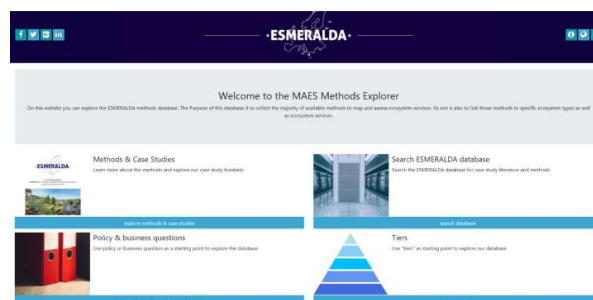 ·ESMERALDA·
Welcome to the MAES Methods Explorer
On this website you can explore the ESMERALDA methods database. The Purpose of this database it to collect the majority of available methods to map and assess ecosystem services. Its aim is also to link those methods to specific ecosystem types as well
as ecosystem services.
·ESMERALDA·
Methods & Case Studies
Learn more about the methods and explore our case study booklets
explore methods & case studies
Search ESMERALDA database
Search the ESMERALDA database for case study literature and methods.
search database
Policy & business questions
Use policy or business question as a starting point to explore the database.
Tiers
Use "tiers" as starting point to explore our database.